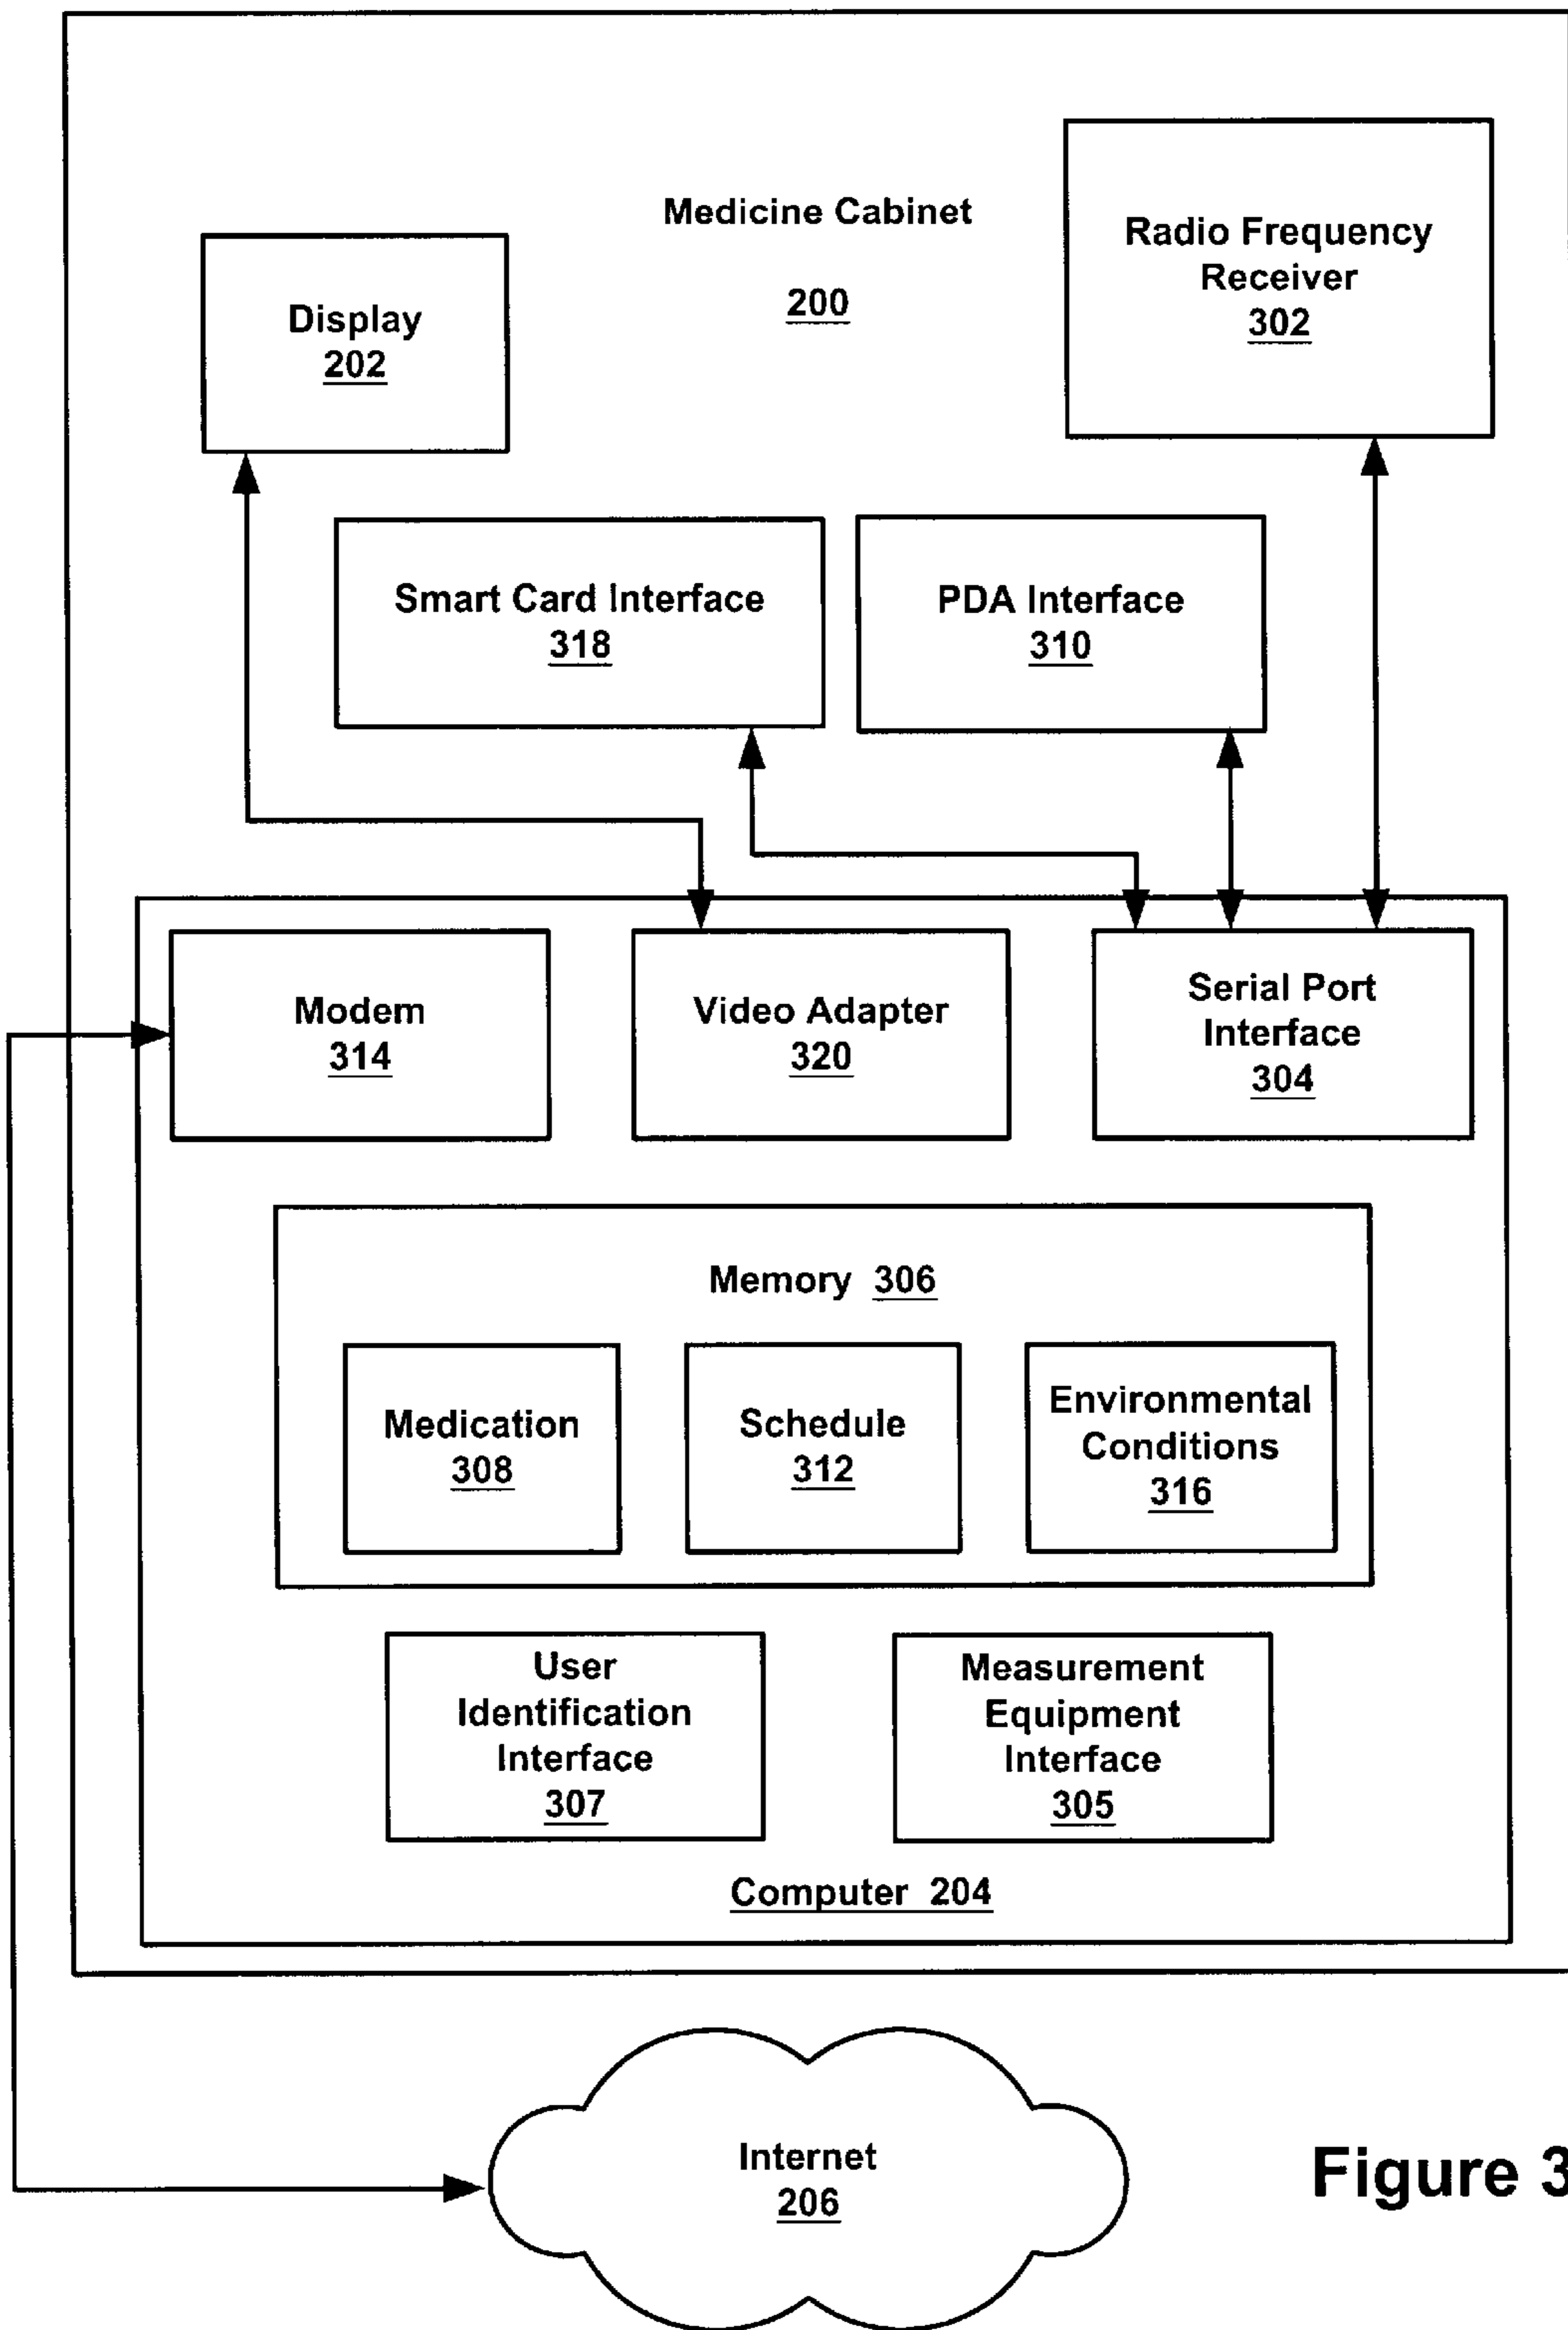 Medicine Cabinet
200
Radio Frequency
Receiver
302
Display
202
Smart Card Interface
318
PDA Interface
310
Modem
314
Video Adapter
320
Serial Port
Interface
304
Memory 306
Medication
308
Schedule
312
Environmental
Conditions
316
User
Identification
Interface
307
Measurement
Equipment
Interface
305
Computer 204
Internet
206
Figure 3